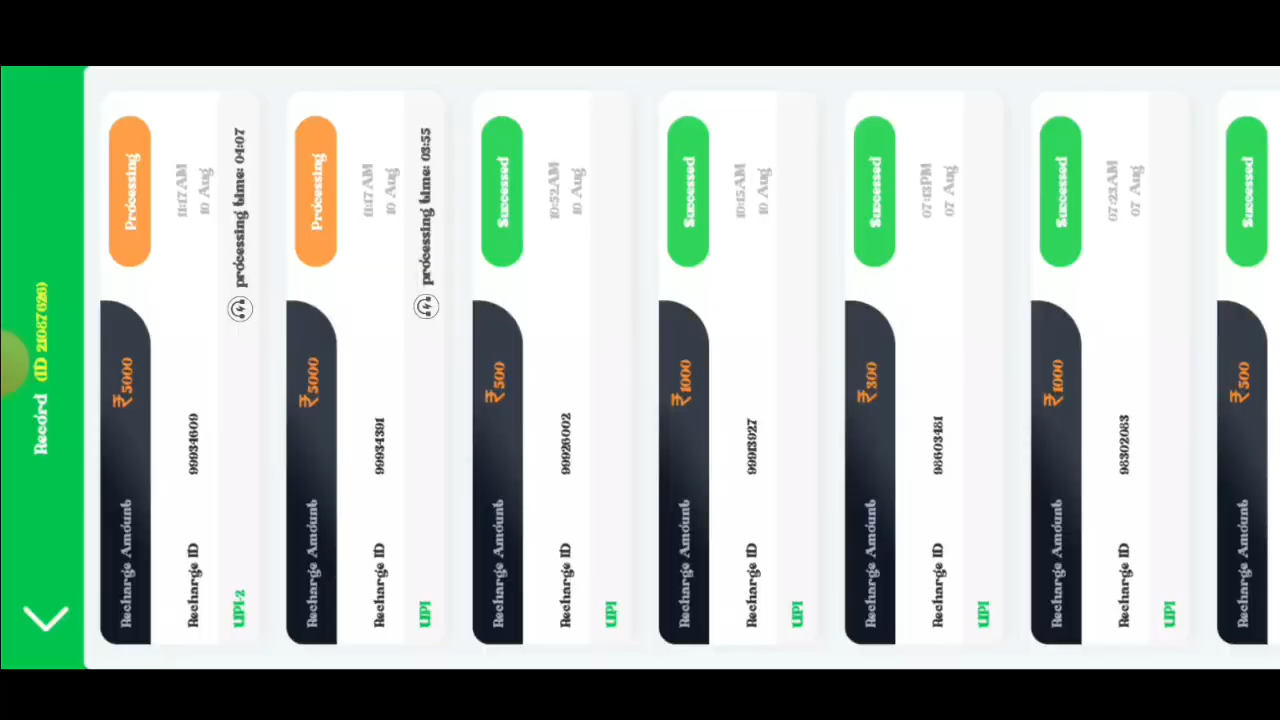 Record (ID 21087626)
Recharge Amount ₹5000 Processing
Recharge ID 99934609 11:17AM
10 Aug
UPI-2 processing time: 04:07
Recharge Amount ₹5000 Processing
Recharge ID 99934391 11:17AM
10 Aug
UPI processing time: 03:55
Recharge Amount ₹500 Successed
Recharge ID 99926002 10:52AM
10 Aug
UPI
Recharge Amount ₹1000 Successed
Recharge ID 99913927 10:15AM
10 Aug
UPI
Recharge Amount ₹300 Successed
Recharge ID 98603481 07:13PM
07 Aug
UPI
Recharge Amount ₹1000 Successed
Recharge ID 98302083 07:23AM
07 Aug
UPI
Recharge Amount ₹500 Successed